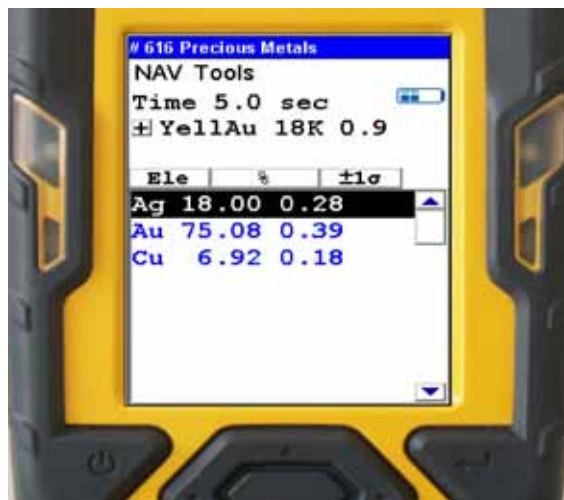 # 616 Precious Metals
NAV Tools
Time 5.0 sec
YellAu 18K 0.9
Ele % ±1σ
Ag 18.00 0.28
Au 75.08 0.39
Cu 6.92 0.18